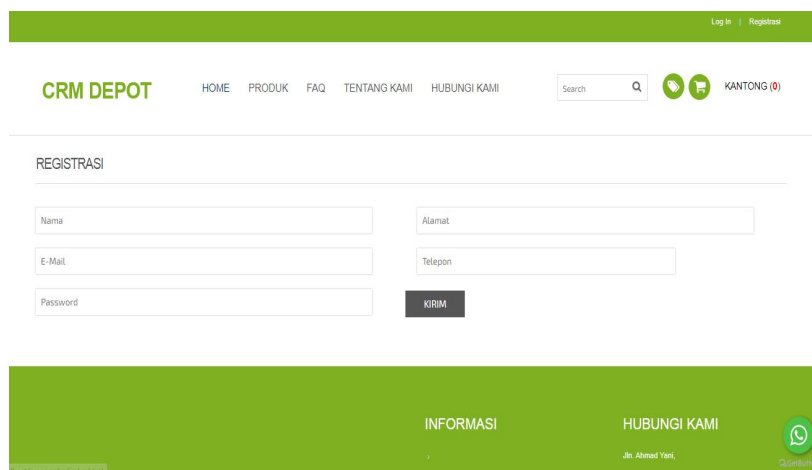 Log In | Registrasi
CRM DEPOT
HOME PRODUK FAQ TENTANG KAMI HUBUNGI KAMI
Search
KANTONG (0)
REGISTRASI
Nama
Alamat
E-Mail
Telepon
Password
KIRIM
INFORMASI
HUBUNGI KAMI
Jln. Ahmad Yani,